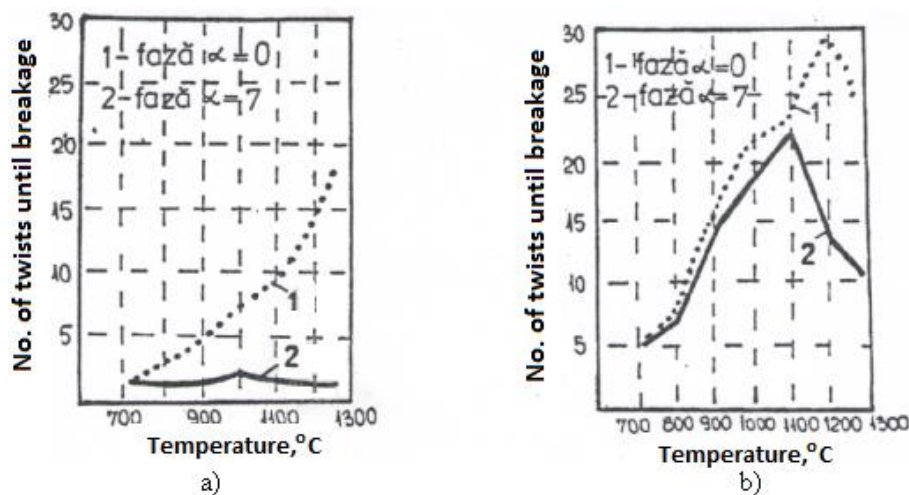 No. of twists until breakage
30
25
20
15
10
5
1- fază α=0
2- fază α=7
1
2
700
900
1100
1300
Temperature,°C
a)
No. of twists until breakage
30
25
20
15
10
5
1- fază α=0
2- fază α=7
1
2
700
800
900
1000
1100
1200
1300
Temperature,°C
b)